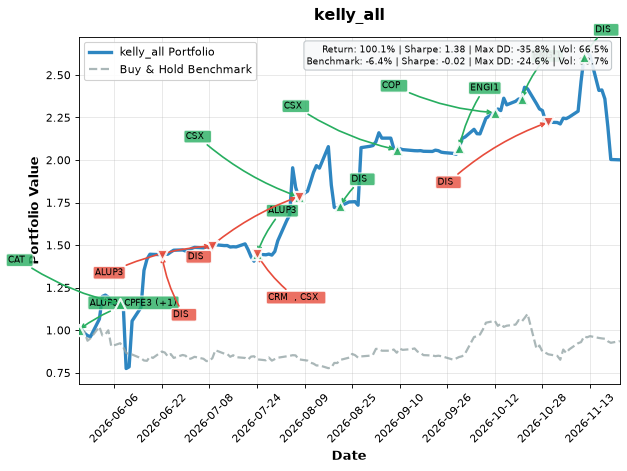 kelly_all
DIS
kelly_all Portfolio
Buy & Hold Benchmark
Return: 100.1% | Sharpe: 1.38 | Max DD: -35.8% | Vol: 66.5%
Benchmark: -6.4% | Sharpe: -0.02 | Max DD: -24.6% | Vol:
2.50
2.25
2.00
1.75
1.50
1.25
1.00
0.75
Portfolio Value
COP
ENGI1
CSX
CSX
DIS
DIS
ALUP3
DIS
CAT
ALUP3
ALUP3
CPFE3 (+1)
DIS
CRM , CSX
2026-06-06
2026-06-22
2026-07-08
2026-07-24
2026-08-09
2026-08-25
2026-09-10
2026-09-26
2026-10-12
2026-10-28
2026-11-13
Date